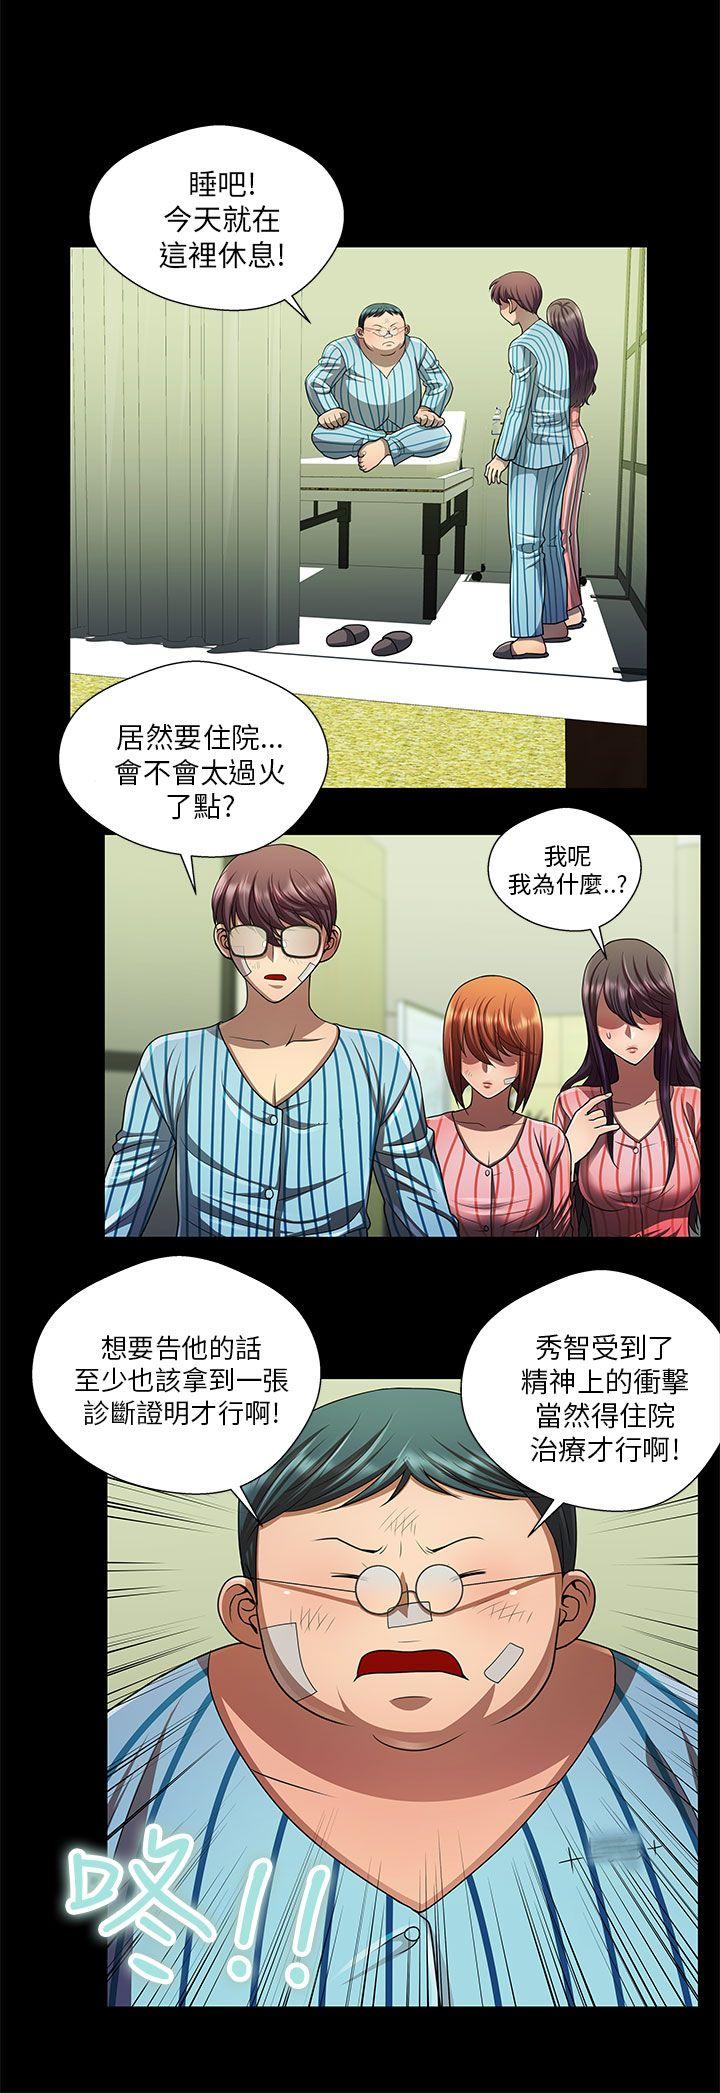 睡吧!
今天就在
這裡休息!
居然要住院...
會不會太過火
了點?
我呢
我為什麼..?
想要告他的話
至少也該拿到一張
診斷證明才行啊!
秀智受到了
精神上的衝擊
當然得住院
治療才行啊!
咚!!